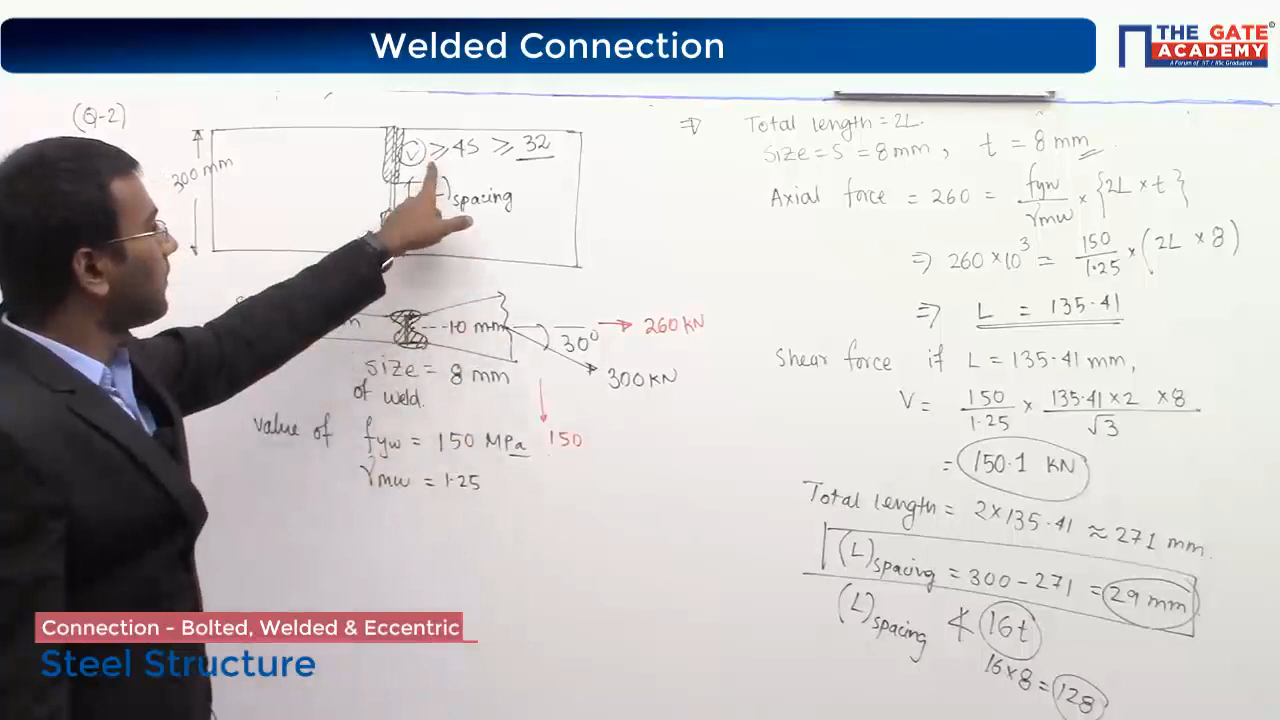 Welded Connection
THE GATE
ACADEMY
A Forum of IIT / IISc Graduates
(Q-2)
300 mm
V ≥ 4S ≥ 32
)spacing
10 mm
30°
260 KN
300 KN
size = 8 mm
of weld.
150
value of fyw = 150 MPa
γmw = 1.25
⇒ Total length = 2L.
size = S = 8mm, t = 8 mm
Axial force = 260 = fyw/γmw × {2L × t}
⇒ 260×10³ = 150/1.25 × (2L × 8)
⇒ L = 135.41
Shear force if L = 135.41 mm,
V = 150/1.25 × 135.41×2 ×8/√3
= 150.1 KN
Total length = 2×135.41 ≈ 271 mm.
(L)spacing = 300 - 271 = 29 mm
(L)spacing ≮ 16t
16×8 = 128
Connection - Bolted, Welded & Eccentric
Steel Structure